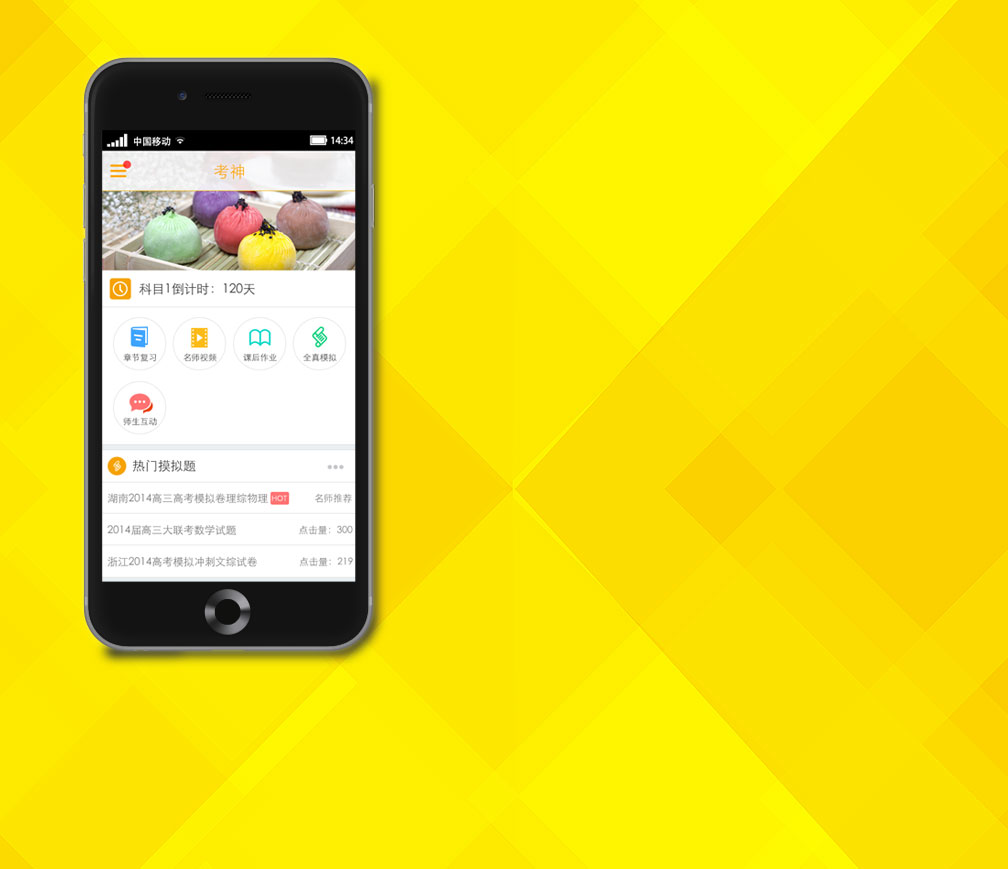 中国移动 14:34
考神
科目1倒计时：120天
章节复习 名师视频 课后作业 全真模拟
师生互动
热门摸拟题
湖南2014高三高考模拟卷理综物理 HOT 名师推荐
2014届高三大联考数学试题 点击量：300
浙江2014高考模拟冲刺文综试卷 点击量：219